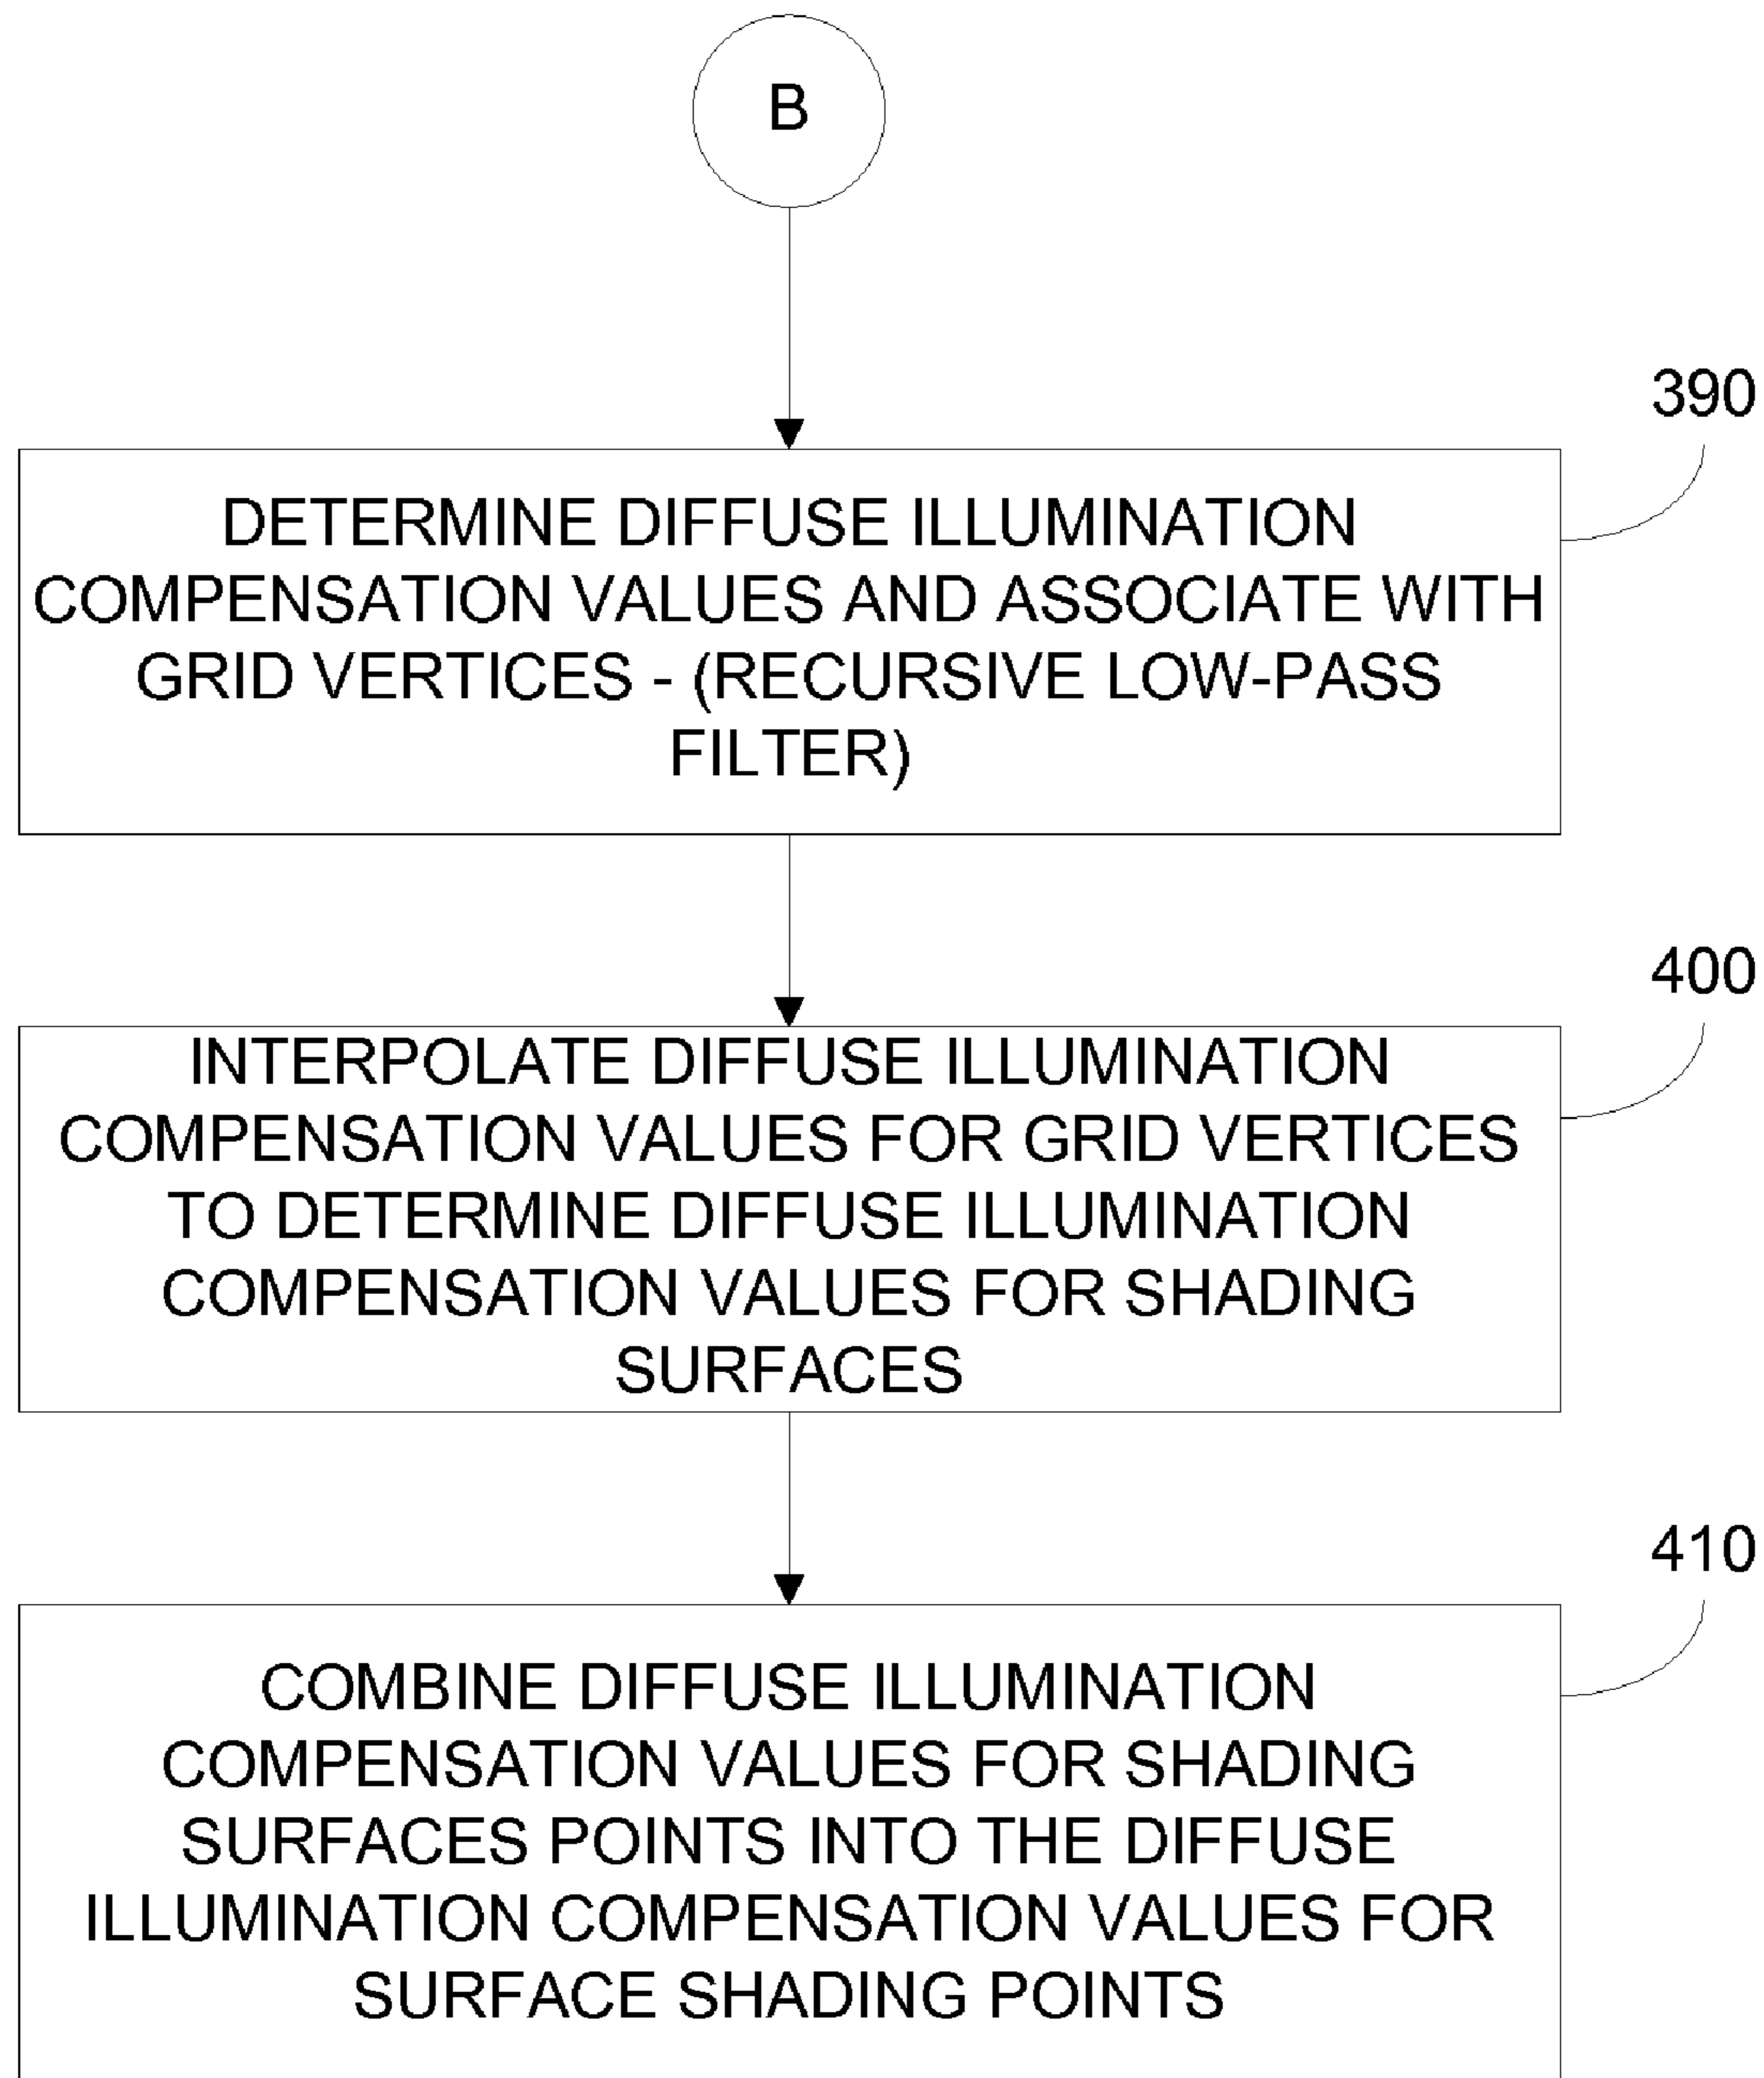 B
390
DETERMINE DIFFUSE ILLUMINATION
COMPENSATION VALUES AND ASSOCIATE WITH
GRID VERTICES - (RECURSIVE LOW-PASS
FILTER)
400
INTERPOLATE DIFFUSE ILLUMINATION
COMPENSATION VALUES FOR GRID VERTICES
TO DETERMINE DIFFUSE ILLUMINATION
COMPENSATION VALUES FOR SHADING
SURFACES
410
COMBINE DIFFUSE ILLUMINATION
COMPENSATION VALUES FOR SHADING
SURFACES POINTS INTO THE DIFFUSE
ILLUMINATION COMPENSATION VALUES FOR
SURFACE SHADING POINTS